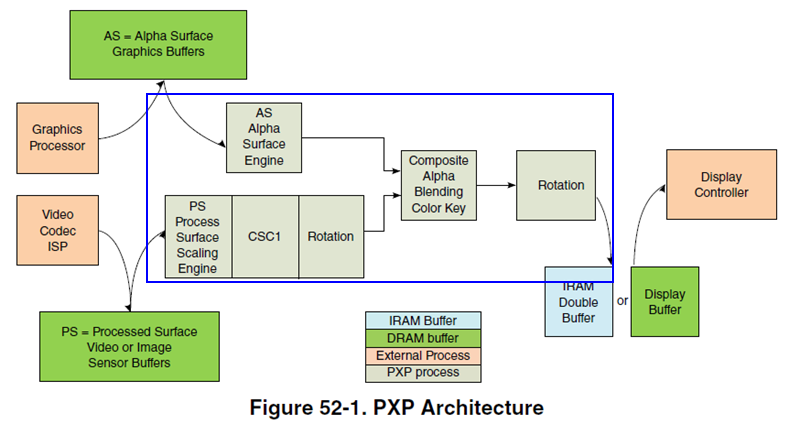 AS = Alpha Surface
Graphics Buffers
Graphics
Processor
AS
Alpha
Surface
Engine
Composite
Alpha
Blending
Color Key
Rotation
Display
Controller
Video
Codec
ISP
PS
Process
Surface
Scaling
Engine
CSC1
Rotation
IRAM
Double
Buffer
or
Display
Buffer
PS = Processed Surface
Video or Image
Sensor Buffers
IRAM Buffer
DRAM buffer
External Process
PXP process
Figure 52-1. PXP Architecture